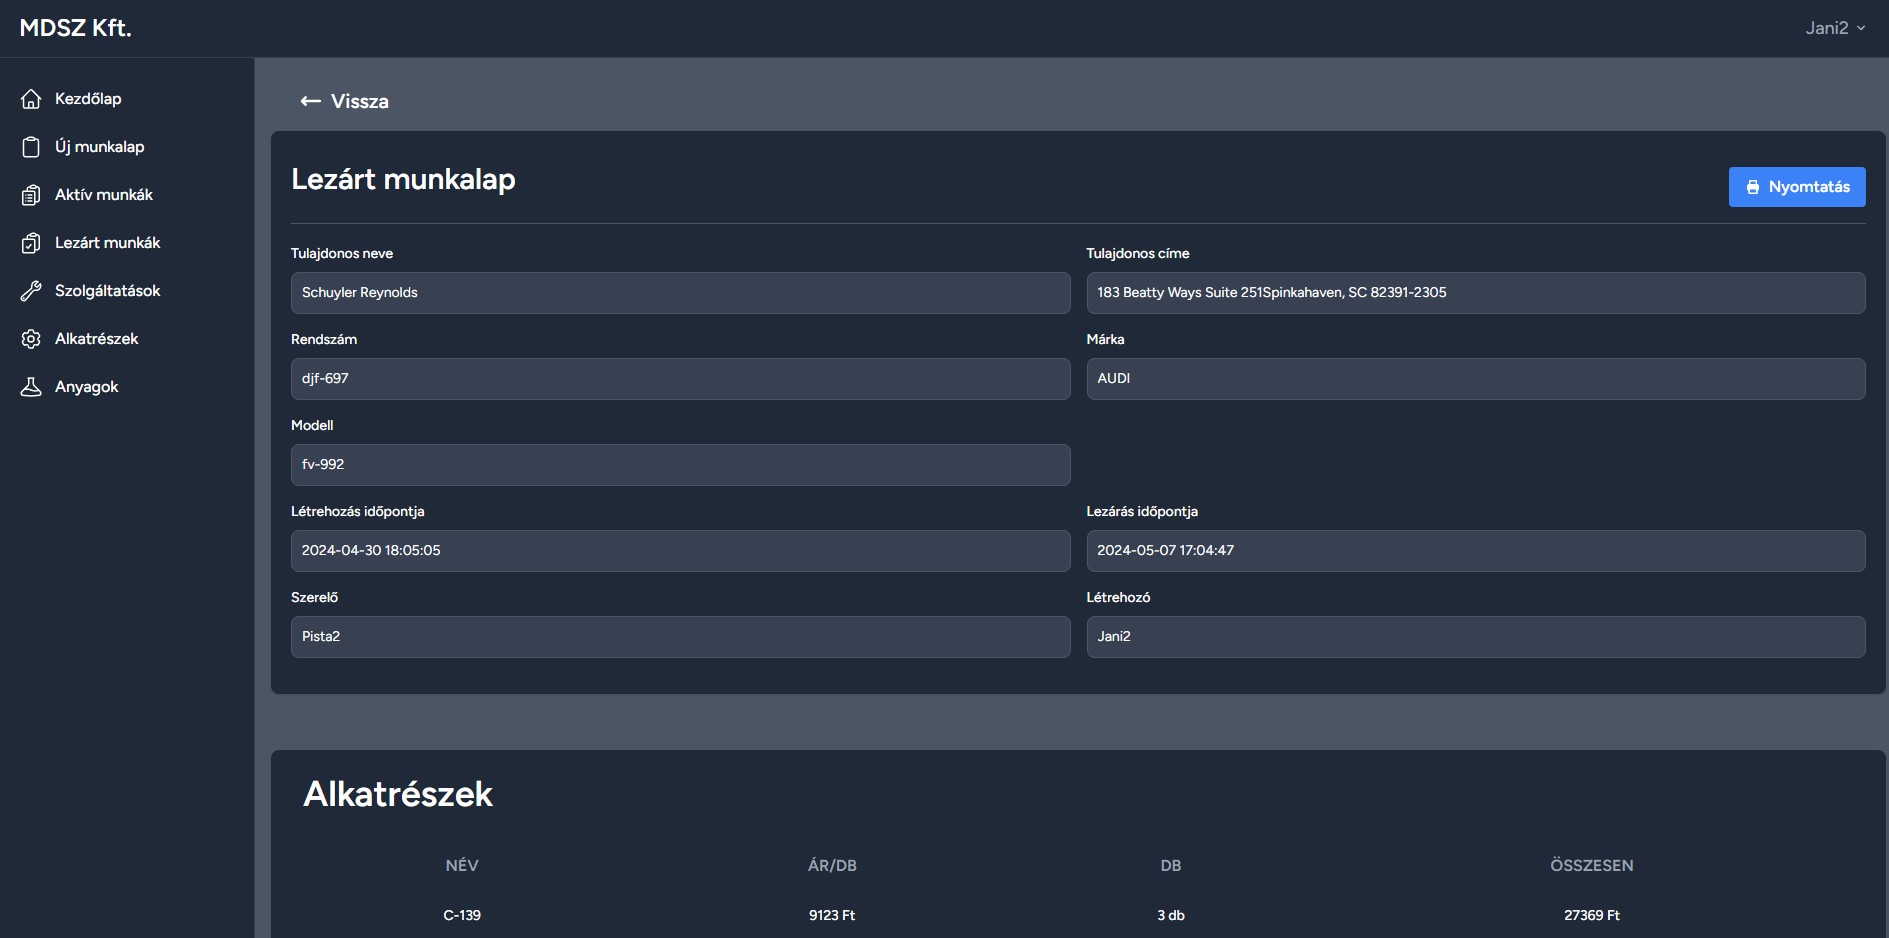 MDSZ Kft.
Jani2
Kezdőlap
Új munkalap
Aktív munkák
Lezárt munkák
Szolgáltatások
Alkatrészek
Anyagok
Vissza
Lezárt munkalap
Nyomtatás
Tulajdonos neve
Tulajdonos címe
Schuyler Reynolds
183 Beatty Ways Suite 251Spinkahaven, SC 82391-2305
Rendszám
Márka
djf-697
AUDI
Modell
fv-992
Létrehozás időpontja
Lezárás időpontja
2024-04-30 18:05:05
2024-05-07 17:04:47
Szerelő
Létrehozó
Pista2
Jani2
Alkatrészek
NÉV ÁR/DB DB ÖSSZESEN
C-139 9123 Ft 3 db 27369 Ft